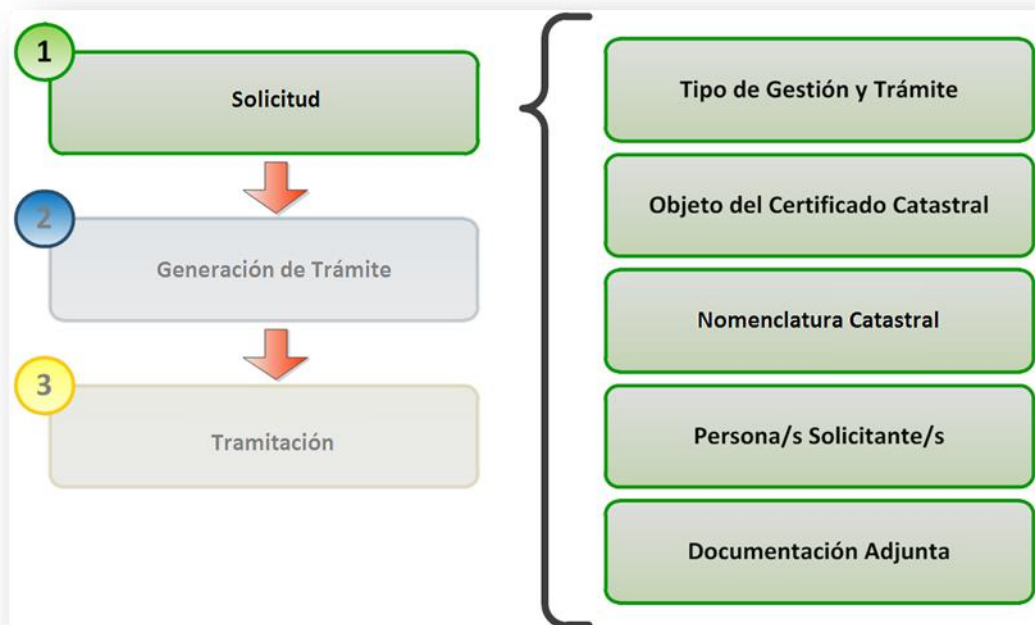 1
Solicitud
2
Generación de Trámite
3
Tramitación
Tipo de Gestión y Trámite
Objeto del Certificado Catastral
Nomenclatura Catastral
Persona/s Solicitante/s
Documentación Adjunta